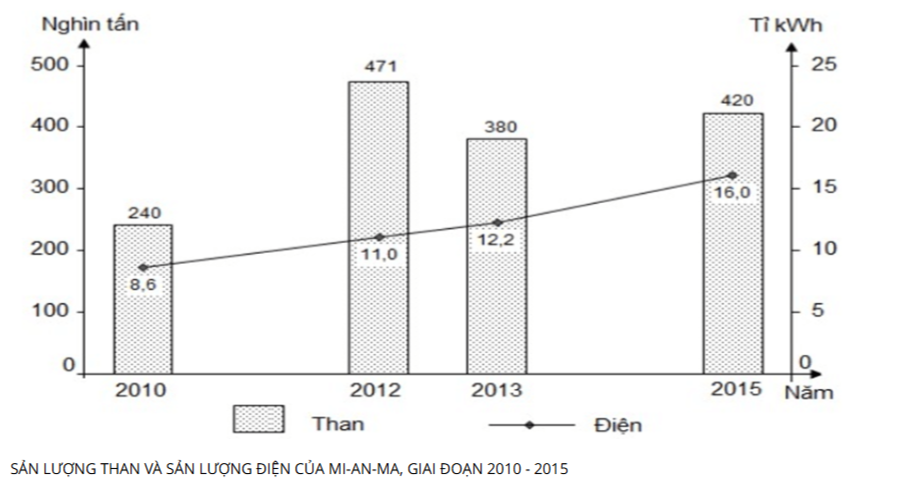 Nghìn tấn Tỉ kWh
500 471 25
400 380 420 20
300 16,0 15
240
200 11,0 12,2 10
8,6
100 5
0 0
2010 2012 2013 2015 Năm
Than Điện
SẢN LƯỢNG THAN VÀ SẢN LƯỢNG ĐIỆN CỦA MI-AN-MA, GIAI ĐOẠN 2010 - 2015